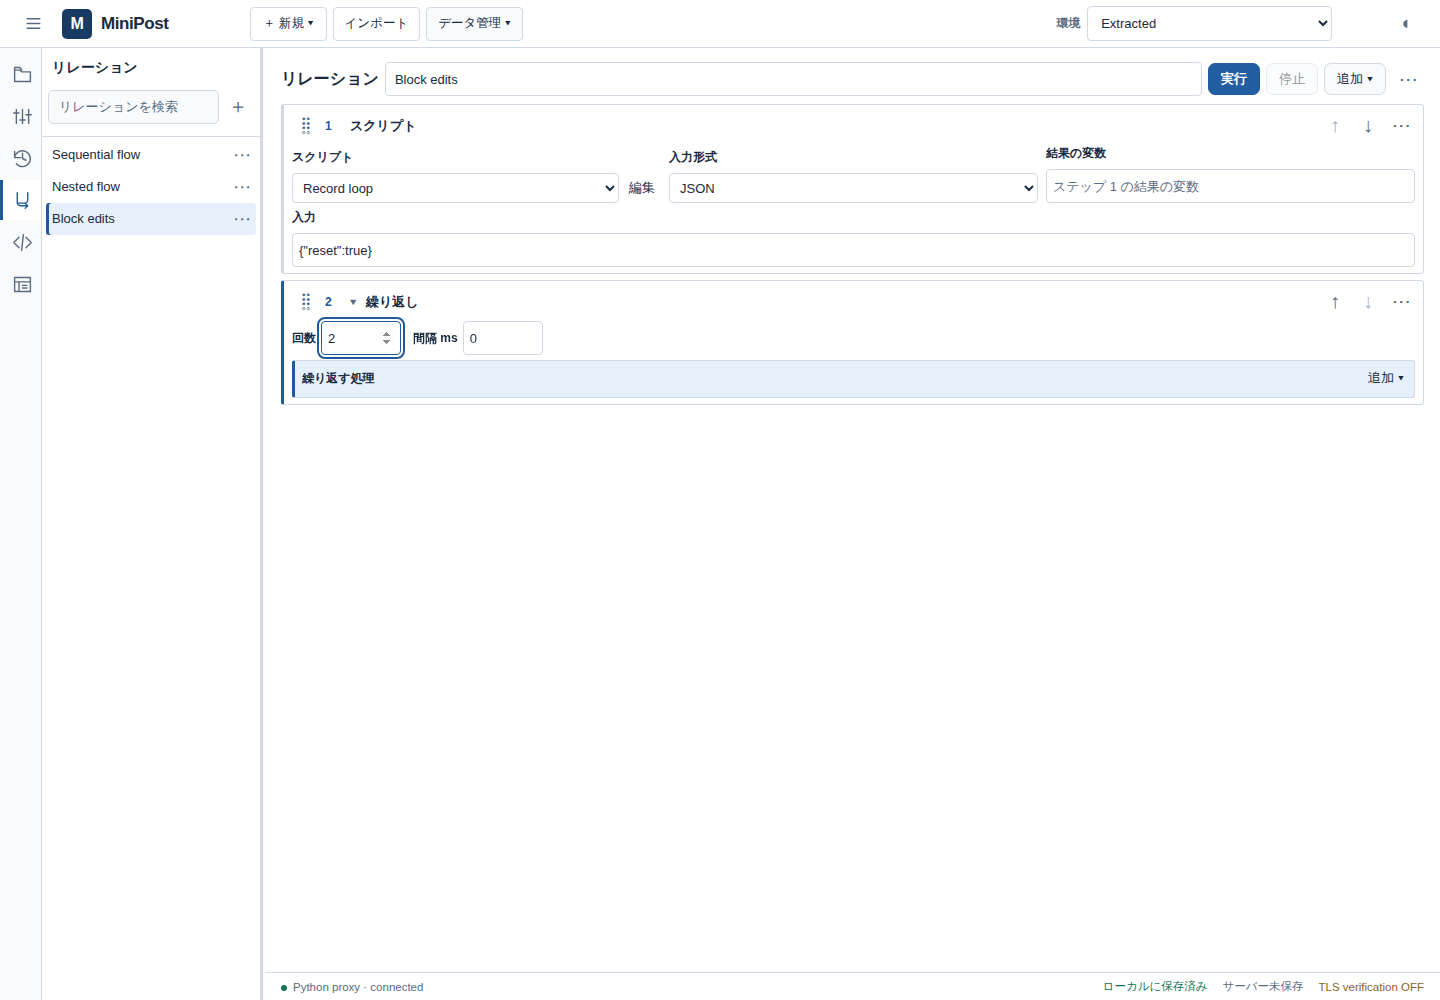 M MiniPost ＋ 新規 ▾ インポート データ管理 ▾ 環境 Extracted
リレーション
リレーションを検索 ＋
Sequential flow ···
Nested flow ···
Block edits ···
リレーション Block edits 実行 停止 追加 ▾ ···
1 スクリプト ↑ ↓ ···
スクリプト 入力形式 結果の変数
Record loop 編集 JSON ステップ 1 の結果の変数
入力
{"reset":true}
2 ▾ 繰り返し ↑ ↓ ···
回数 2 間隔 ms 0
繰り返す処理 追加 ▾
Python proxy · connected ローカルに保存済み サーバー未保存 TLS verification OFF